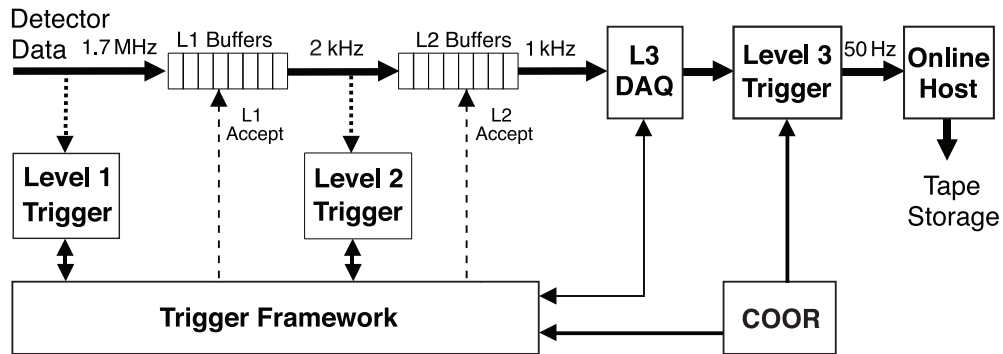 Detector
Data
1.7 MHz
L1 Buffers
2 kHz
L2 Buffers
1 kHz
L3
DAQ
Level 3
Trigger
50 Hz
Online
Host
L1
Accept
L2
Accept
Level 1
Trigger
Level 2
Trigger
Tape
Storage
Trigger Framework
COOR